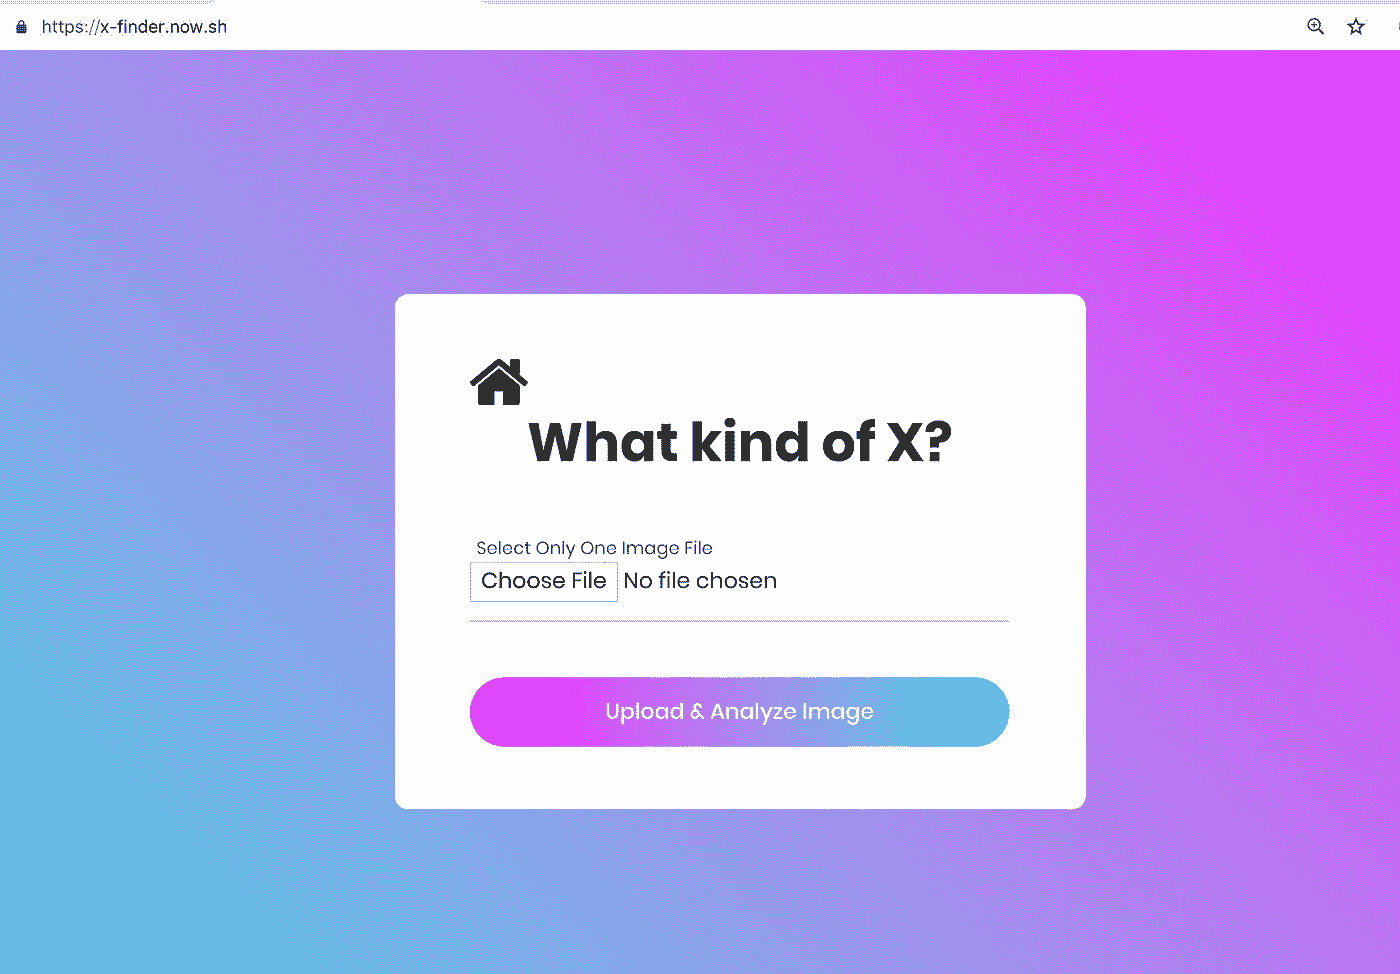 https://x-finder.now.sh
What kind of X?
Select Only One Image File
Choose File No file chosen
Upload & Analyze Image